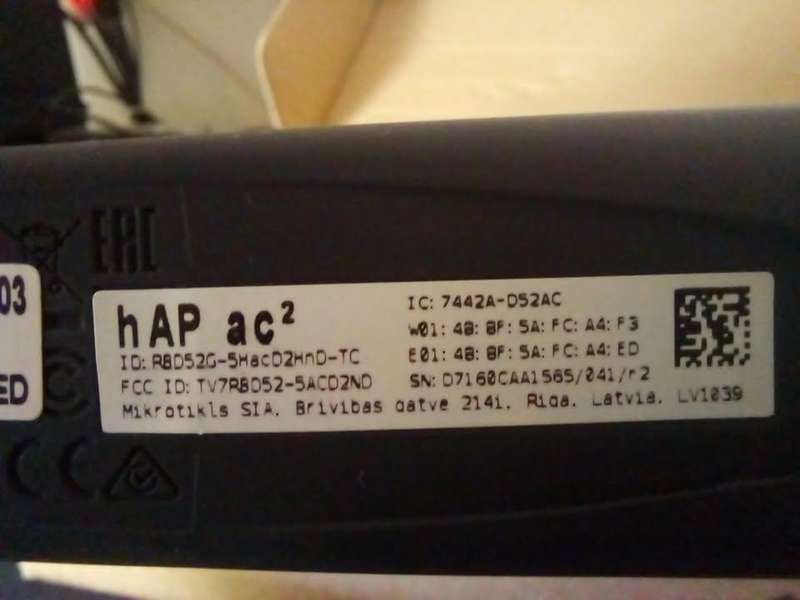 ERC
03
ED
hAP ac²
ID: RBD52G-5HacD2HnD-TC
FCC ID: TV7RBD52-5ACD2ND
IC: 7442A-D52AC
W01:48:8F:5A:FC:A4:F3
E01:48:8F:5A:FC:A4:ED
SN: D7160CAA1565/041/r2
Mikrotikls SIA, Brivibas gatve 214i, Riga, Latvia, LV1039